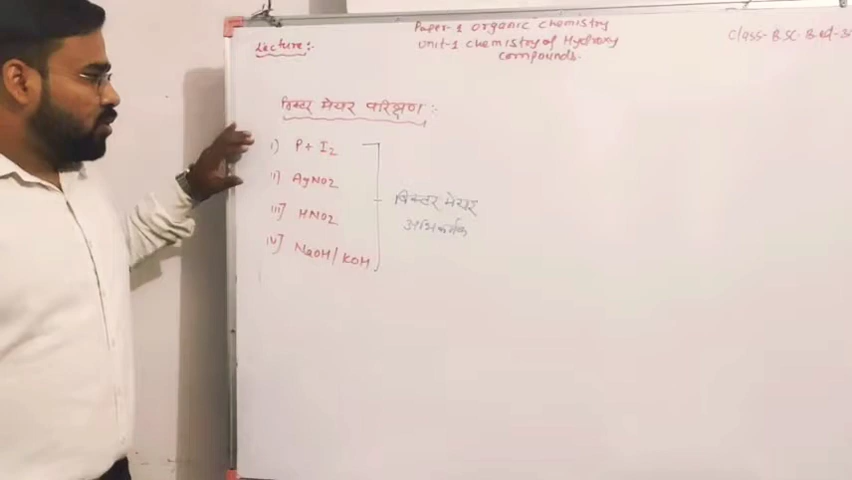 Lecture:-
Paper-1 organic chemistry
Unit-1 chemistry of Hydroxy
compounds.
Class-B.SC-B.ed-3
विक्टर मेयर परिक्षण :-
i) P + I2
ii) AgNO2
iii] HNO2
iv] NaOH/KOH
विक्टर मेयर
अभिकर्मक